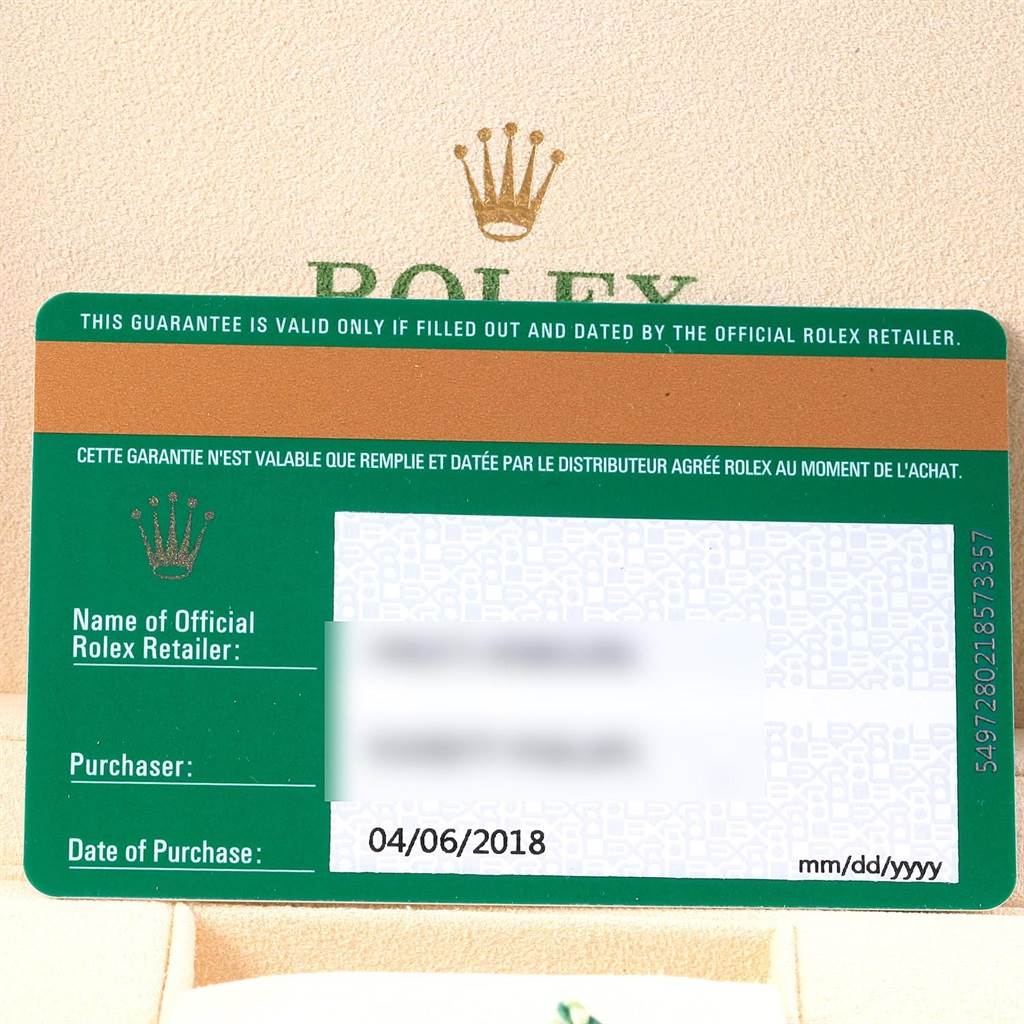 ROLEX
THIS GUARANTEE IS VALID ONLY IF FILLED OUT AND DATED BY THE OFFICIAL ROLEX RETAILER.
CETTE GARANTIE N'EST VALABLE QUE REMPLIE ET DATÉE PAR LE DISTRIBUTEUR AGRÉÉ ROLEX AU MOMENT DE L'ACHAT.
Name of Official
Rolex Retailer:
Purchaser:
Date of Purchase:
04/06/2018
mm/dd/yyyy
5497280218573357